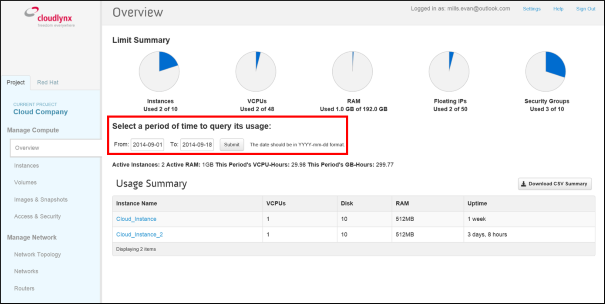 cloudlynx
Overview
Logged in as: mills.evan@outlook.com
Settings
Help
Sign Out
Limit Summary
Instances
Used 2 of 10
VCPUs
Used 2 of 48
RAM
Used 1.0 GB of 192.0 GB
Floating IPs
Used 2 of 50
Security Groups
Used 3 of 10
Project
Red Hat
CURRENT PROJECT
Cloud Company
Manage Compute
Overview
Instances
Volumes
Images & Snapshots
Access & Security
Manage Network
Network Topology
Networks
Routers
Select a period of time to query its usage:
From: 2014-09-01 To: 2014-09-18 Submit The date should be in YYYY-mm-dd format.
Active Instances: 2 Active RAM: 1GB This Period's VCPU-Hours: 29.98 This Period's GB-Hours: 299.77
Usage Summary
Download CSV Summary
Instance Name VCPUs Disk RAM Uptime
Cloud_Instance 1 10 512MB 1 week
Cloud_Instance_2 1 10 512MB 3 days, 8 hours
Displaying 2 items